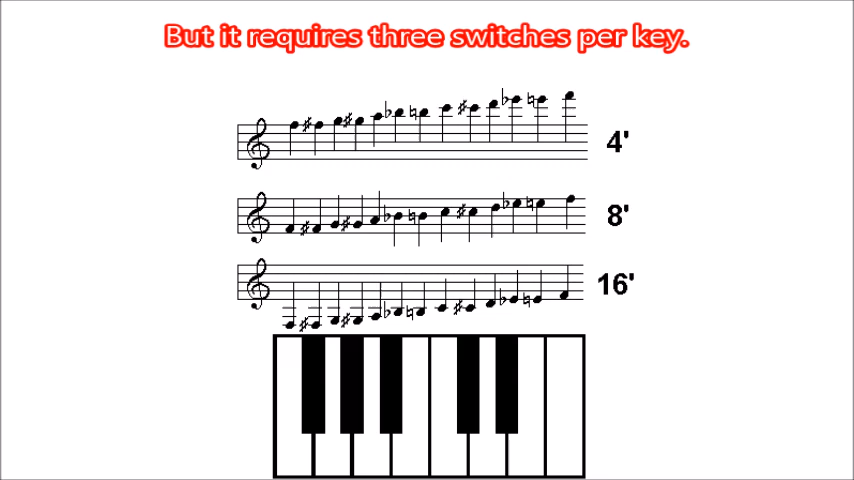 But it requires three switches per key.
4'
8'
16'